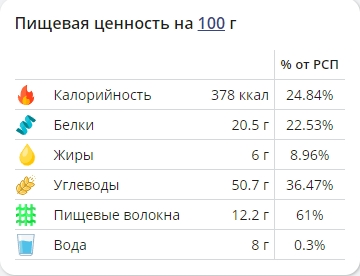 Пищевая ценность на 100 г
% от РСП
Калорийность 378 ккал 24.84%
Белки 20.5 г 22.53%
Жиры 6 г 8.96%
Углеводы 50.7 г 36.47%
Пищевые волокна 12.2 г 61%
Вода 8 г 0.3%